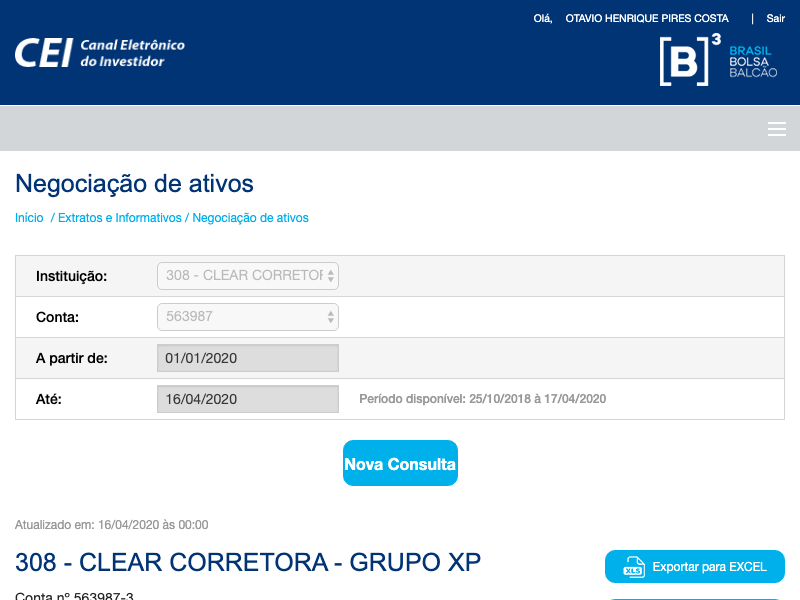 Olá, OTAVIO HENRIQUE PIRES COSTA | Sair
CEI Canal Eletrônico
do Investidor
[B]³ BRASIL
BOLSA
BALCÃO
Negociação de ativos
Início / Extratos e Informativos / Negociação de ativos
Instituição: 308 - CLEAR CORRETOR
Conta: 563987
A partir de: 01/01/2020
Até: 16/04/2020 Período disponível: 25/10/2018 à 17/04/2020
Nova Consulta
Atualizado em: 16/04/2020 às 00:00
308 - CLEAR CORRETORA - GRUPO XP
XLS Exportar para EXCEL
Conta nº 563987-3